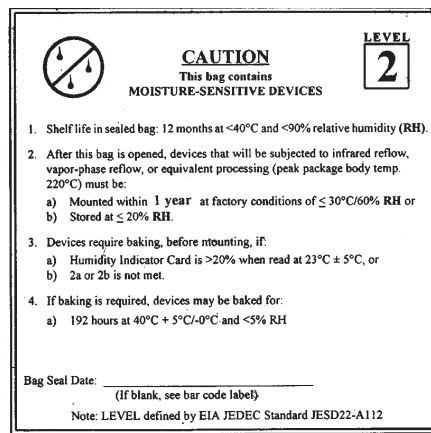 LEVEL
2
CAUTION
This bag contains
MOISTURE-SENSITIVE DEVICES
1. Shelf life in sealed bag: 12 months at <40°C and <90% relative humidity (RH).
2. After this bag is opened, devices that will be subjected to infrared reflow,
vapor-phase reflow, or equivalent processing (peak package body temp.
220°C) must be:
a) Mounted within 1 year at factory conditions of ≤ 30°C/60% RH or
b) Stored at ≤ 20% RH.
3. Devices require baking, before mounting, if:
a) Humidity Indicator Card is >20% when read at 23°C ± 5°C, or
b) 2a or 2b is not met.
4. If baking is required, devices may be baked for:
a) 192 hours at 40°C + 5°C/-0°C and <5% RH
Bag Seal Date:
(If blank, see bar code label)
Note: LEVEL defined by EIA JEDEC Standard JESD22-A112